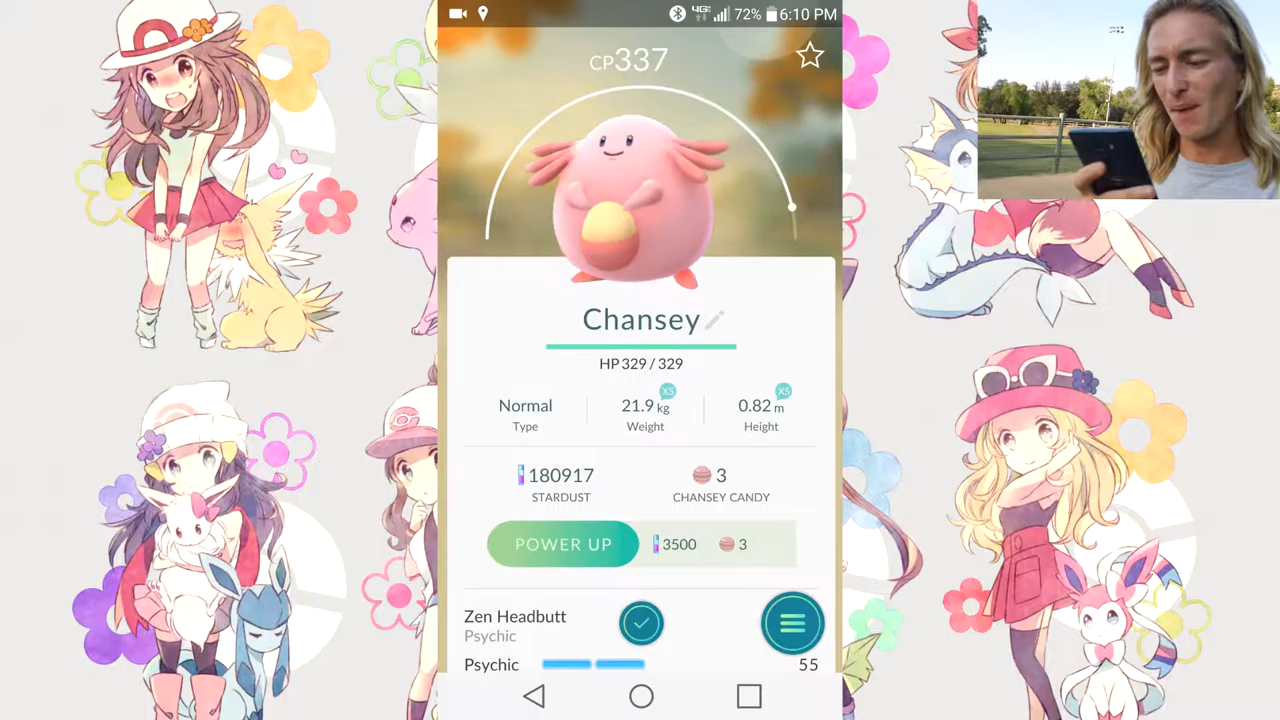 72% 6:10 PM
CP337
Chansey
HP 329 / 329
Normal
Type
XS
21.9 kg
Weight
XS
0.82 m
Height
180917
STARDUST
3
CHANSEY CANDY
POWER UP 3500 3
Zen Headbutt
Psychic
Psychic 55